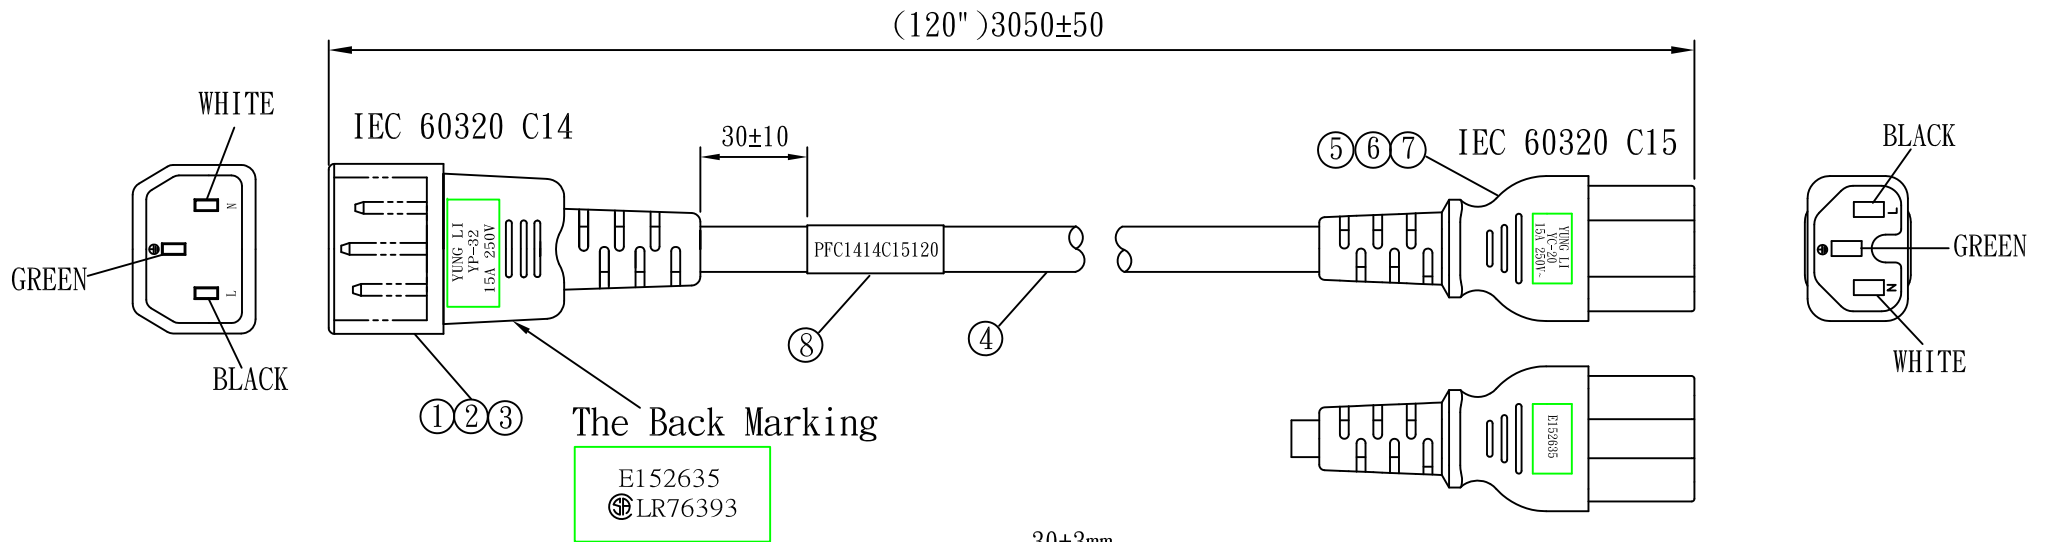 (120")3050±50
WHITE
IEC 60320 C14
30±10
⑤⑥⑦
IEC 60320 C15
BLACK
N
L
GREEN
BLACK
YUNG LI
YP-32
15A 250V
PFC1414C15120
YUNG LI
YC-20
15A 250V~
L
N
GREEN
WHITE
⑧
④
①②③
The Back Marking
E152635
LR76393
E152635
30±3mm